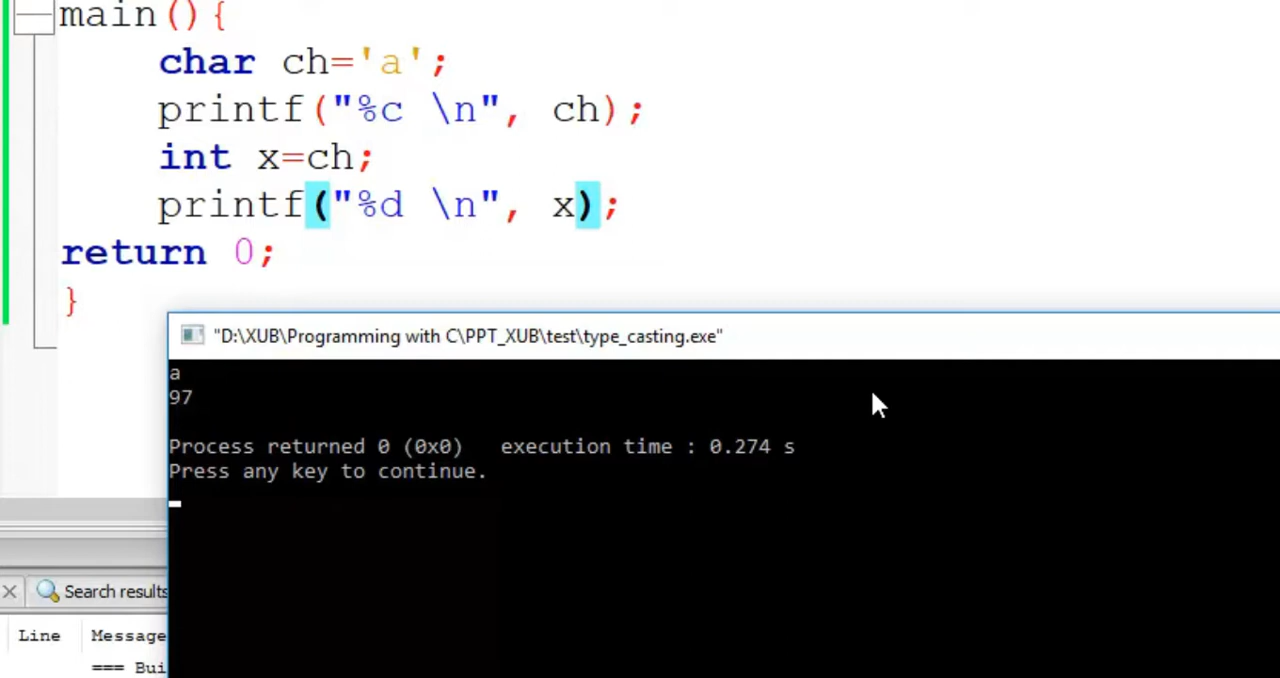 main(){
char ch='a';
printf("%c \n", ch);
int x=ch;
printf("%d \n", x);
return 0;
}
"D:\XUB\Programming with C\PPT_XUB\test\type_casting.exe"
a
97
Process returned 0 (0x0)   execution time : 0.274 s
Press any key to continue.
Search results
Line Message
=== Bui